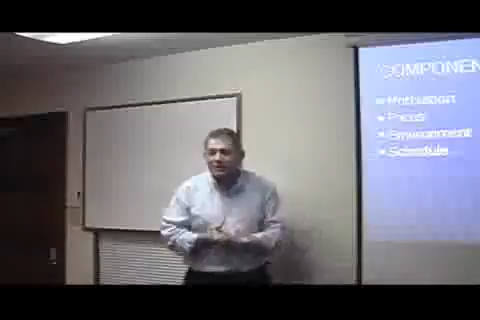 COMPONEN
Motivation
Focus
Environment
Schedule